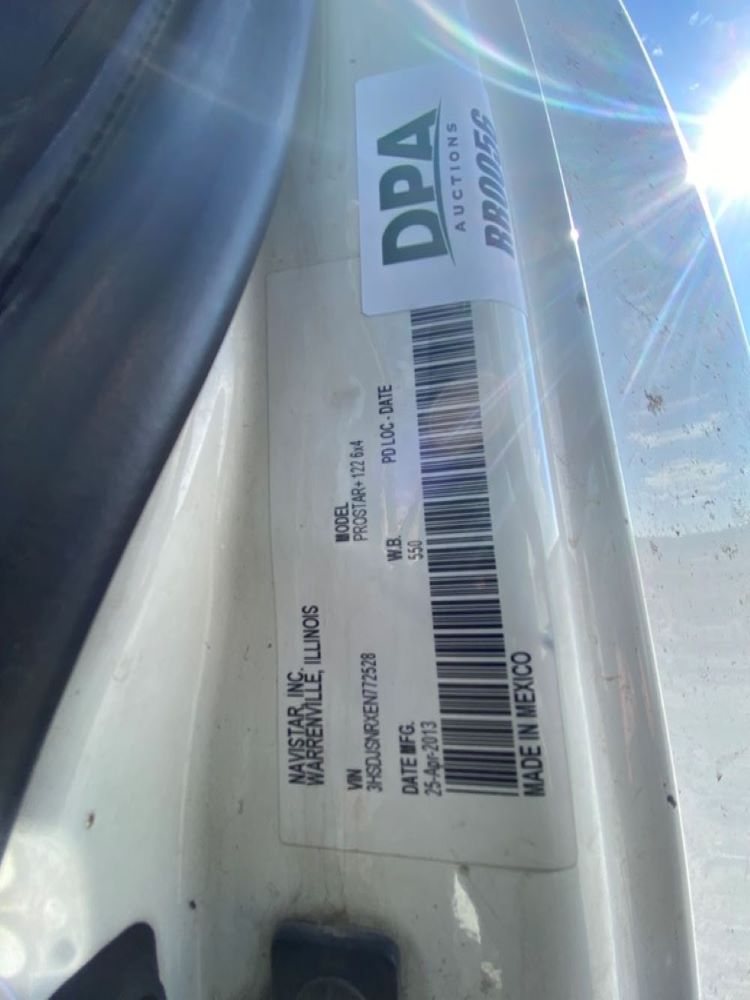 DPA
AUCTIONS
BB0056
NAVISTAR, INC.
WARRENVILLE, ILLINOIS
VIN
3HSDJSNRXEN772528
MODEL
PROSTAR+ 122 6x4
DATE MFG.
25-Apr-2013
W.B.
550
PD LOC - DATE
MADE IN MEXICO